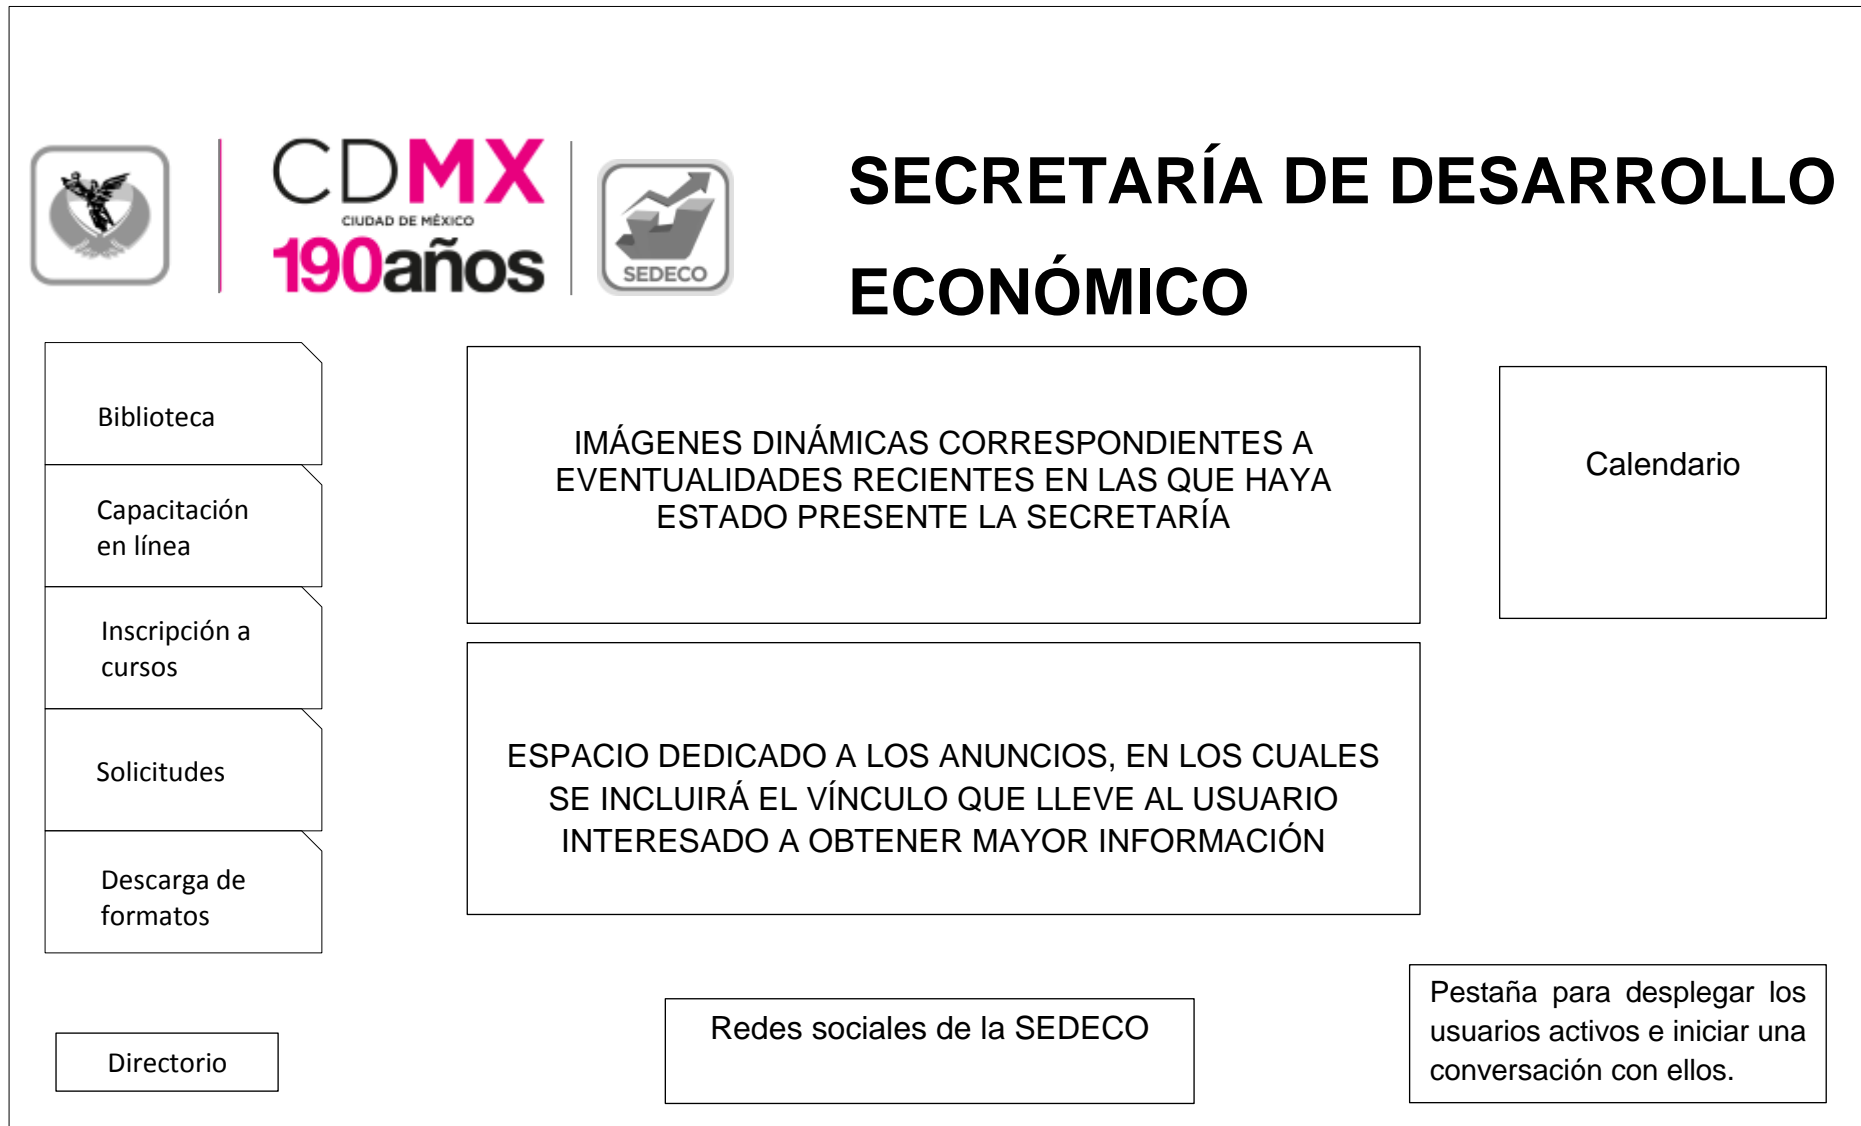 CDMX
CIUDAD DE MÉXICO
190años
SEDECO
SECRETARÍA DE DESARROLLO
ECONÓMICO
Biblioteca
Capacitación
en línea
Inscripción a
cursos
Solicitudes
Descarga de
formatos
Directorio
IMÁGENES DINÁMICAS CORRESPONDIENTES A
EVENTUALIDADES RECIENTES EN LAS QUE HAYA
ESTADO PRESENTE LA SECRETARÍA
ESPACIO DEDICADO A LOS ANUNCIOS, EN LOS CUALES
SE INCLUIRÁ EL VÍNCULO QUE LLEVE AL USUARIO
INTERESADO A OBTENER MAYOR INFORMACIÓN
Redes sociales de la SEDECO
Calendario
Pestaña para desplegar los
usuarios activos e iniciar una
conversación con ellos.